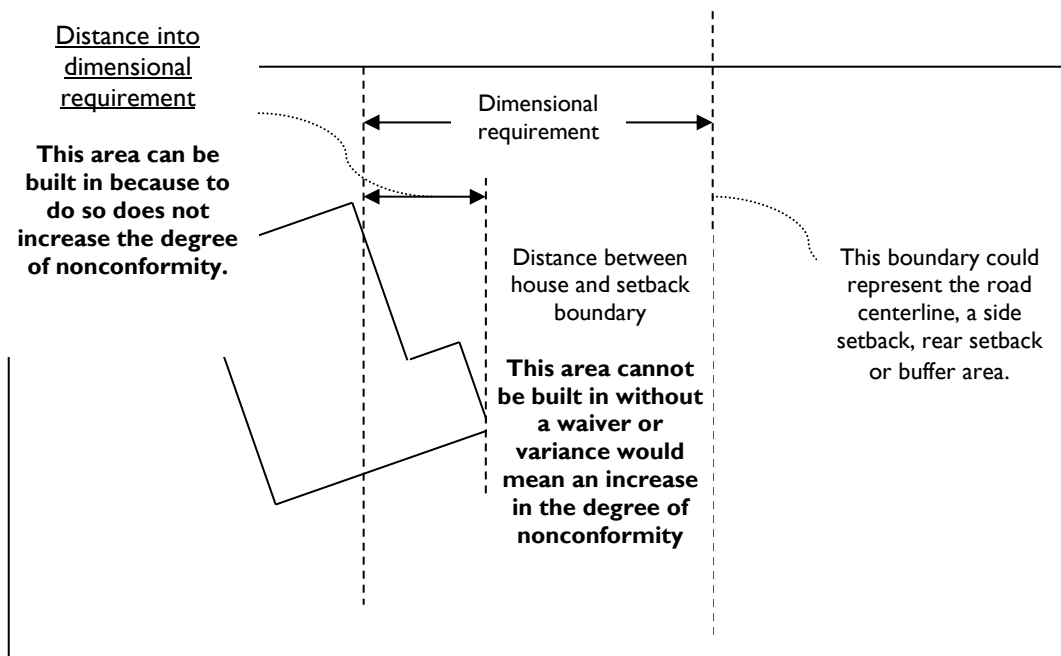 Distance into
dimensional
requirement
This area can be
built in because to
do so does not
increase the degree
of nonconformity.
Dimensional
requirement
Distance between
house and setback
boundary
This area cannot
be built in without
a waiver or
variance would
mean an increase
in the degree of
nonconformity
This boundary could
represent the road
centerline, a side
setback, rear setback
or buffer area.